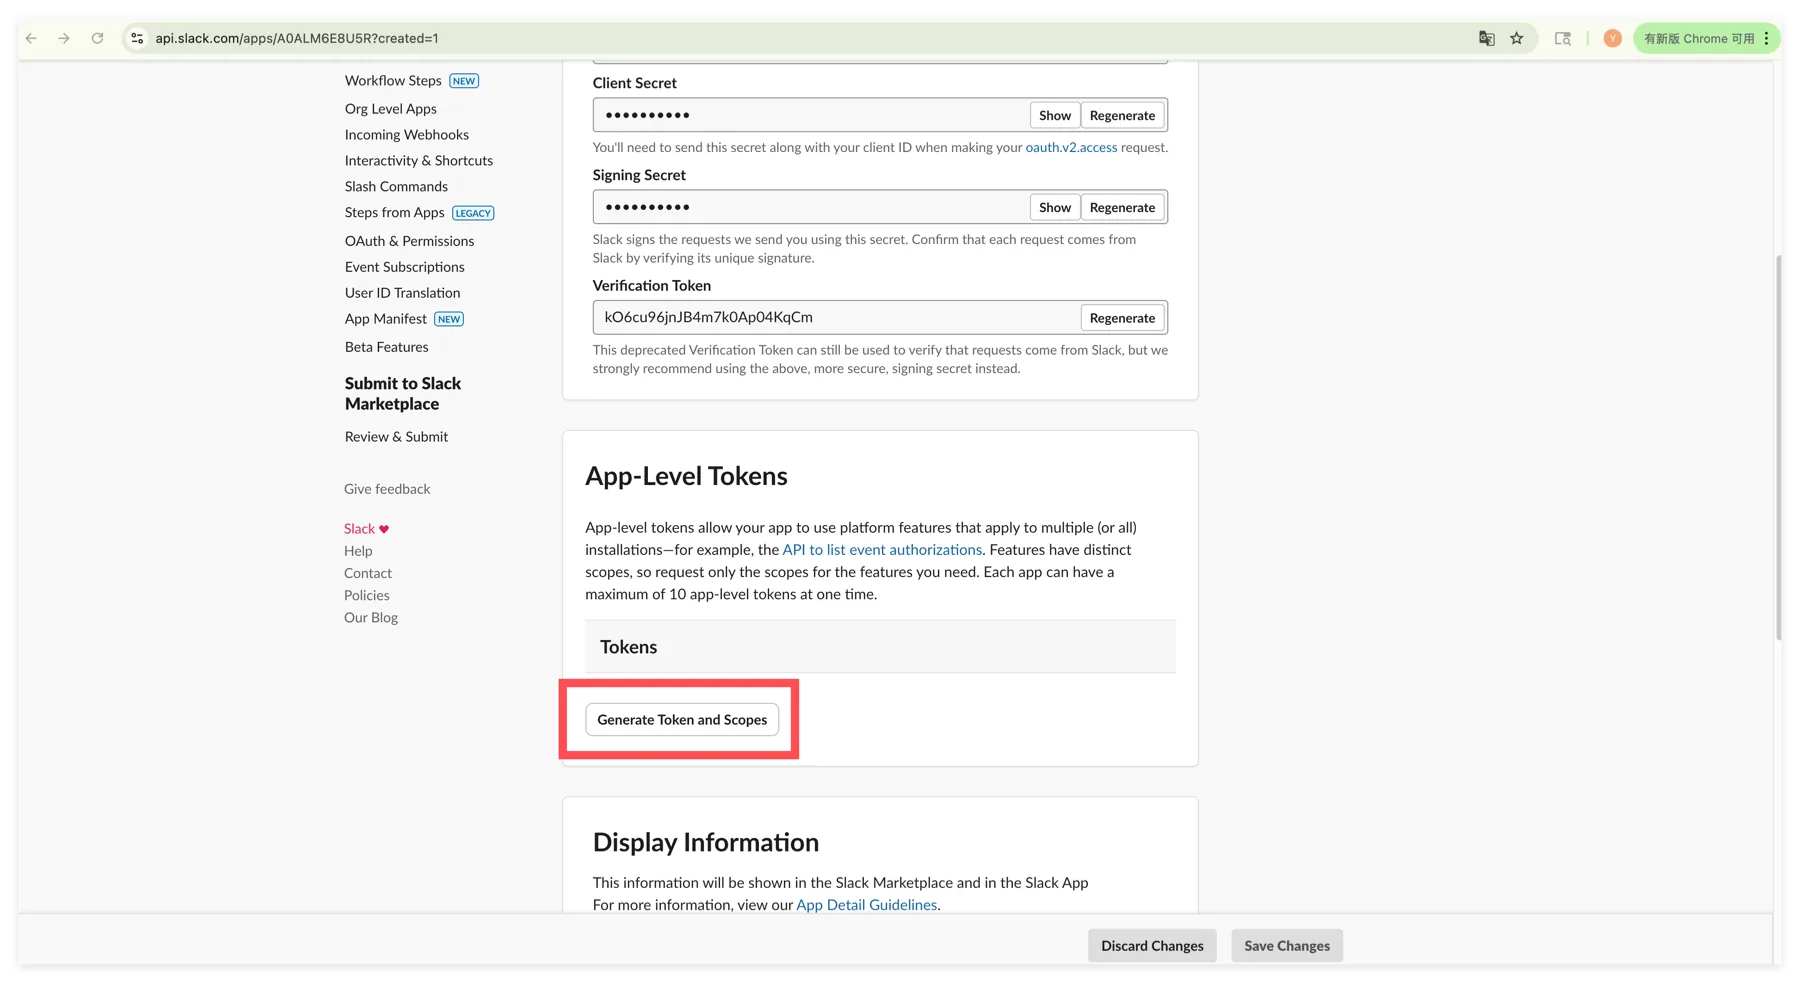 api.slack.com/apps/A0ALM6E8U5R?created=1
Y
有新版 Chrome 可用
Workflow Steps NEW
Org Level Apps
Incoming Webhooks
Interactivity & Shortcuts
Slash Commands
Steps from Apps LEGACY
OAuth & Permissions
Event Subscriptions
User ID Translation
App Manifest NEW
Beta Features
Submit to Slack
Marketplace
Review & Submit
Give feedback
Slack
Help
Contact
Policies
Our Blog
Client Secret
••••••••••
Show
Regenerate
You'll need to send this secret along with your client ID when making your oauth.v2.access request.
Signing Secret
••••••••••
Show
Regenerate
Slack signs the requests we send you using this secret. Confirm that each request comes from
Slack by verifying its unique signature.
Verification Token
kO6cu96jnJB4m7k0Ap04KqCm
Regenerate
This deprecated Verification Token can still be used to verify that requests come from Slack, but we
strongly recommend using the above, more secure, signing secret instead.
App-Level Tokens
App-level tokens allow your app to use platform features that apply to multiple (or all)
installations—for example, the API to list event authorizations. Features have distinct
scopes, so request only the scopes for the features you need. Each app can have a
maximum of 10 app-level tokens at one time.
Tokens
Generate Token and Scopes
Display Information
This information will be shown in the Slack Marketplace and in the Slack App
For more information, view our App Detail Guidelines.
Discard Changes
Save Changes